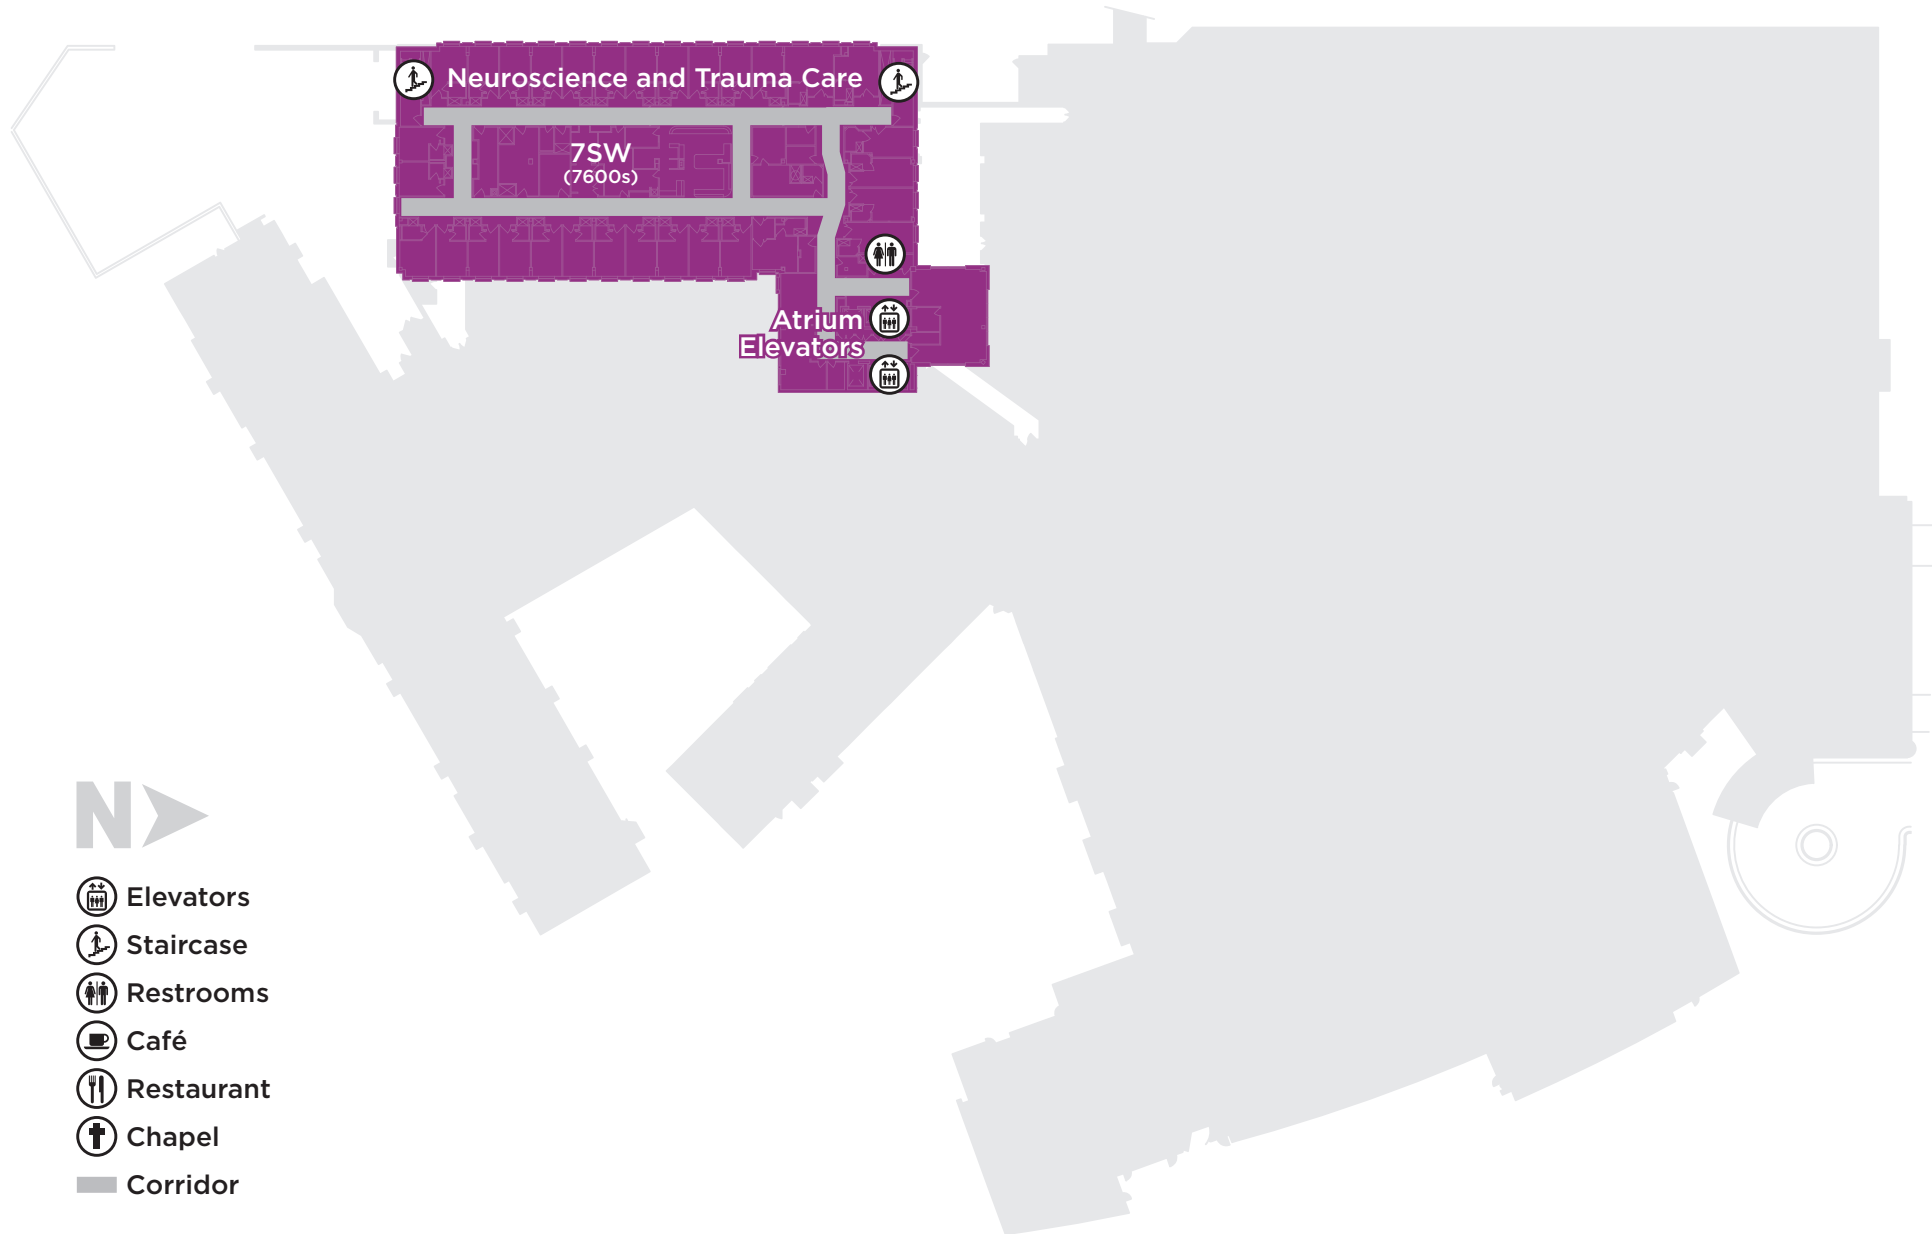 Neuroscience and Trauma Care
7SW
(7600s)
Atrium
Elevators
N
Elevators
Staircase
Restrooms
Café
Restaurant
Chapel
Corridor